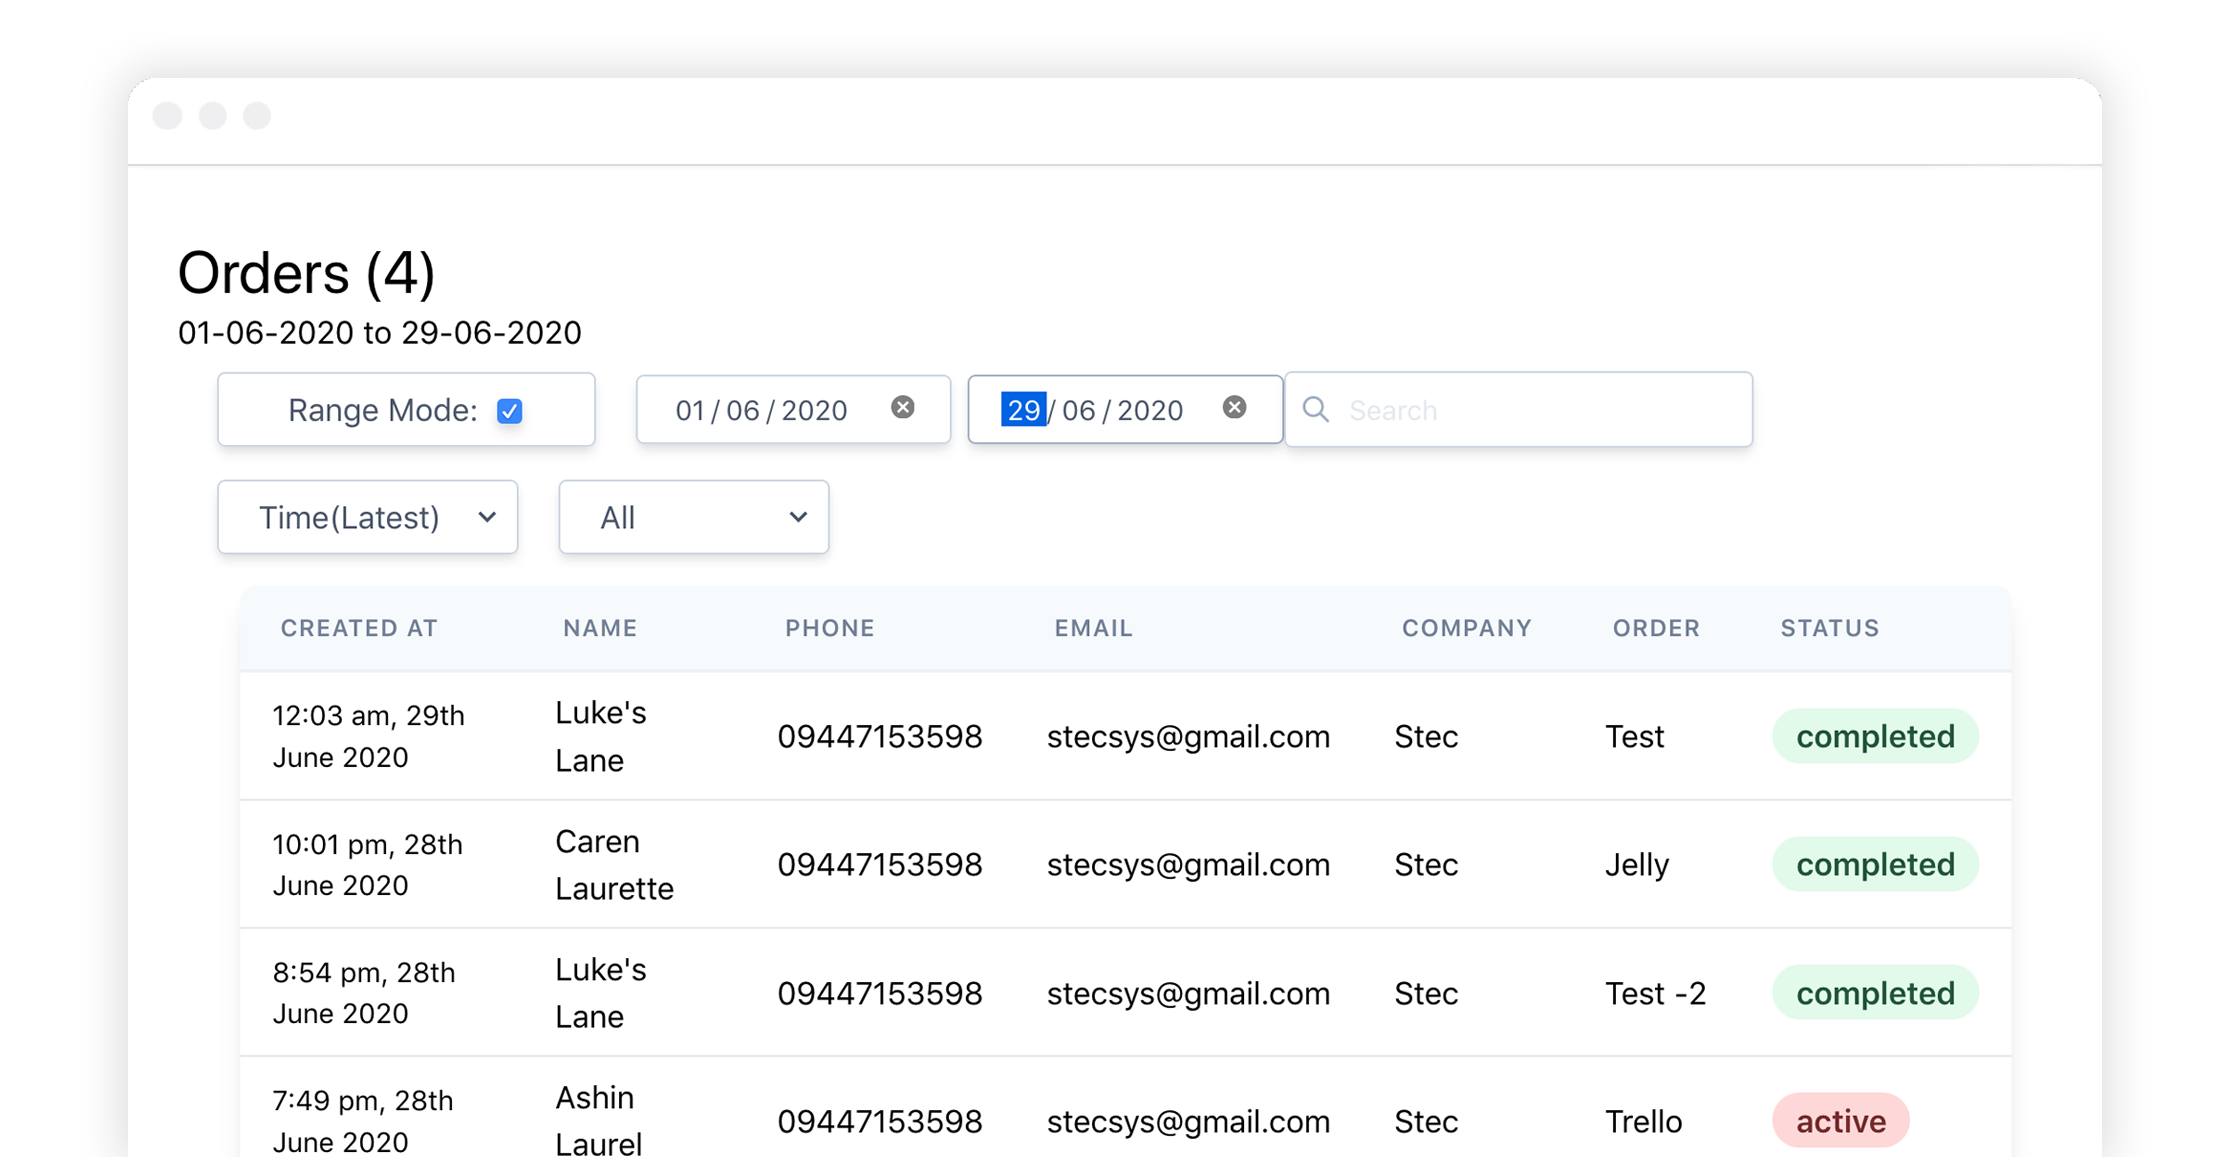 Orders (4)
01-06-2020 to 29-06-2020
Range Mode:
01 / 06 / 2020
29/ 06 / 2020
Search
Time(Latest)
All
CREATED AT NAME PHONE EMAIL COMPANY ORDER STATUS
12:03 am, 29th
June 2020
Luke's
Lane
09447153598
stecsys@gmail.com
Stec
Test
completed
10:01 pm, 28th
June 2020
Caren
Laurette
09447153598
stecsys@gmail.com
Stec
Jelly
completed
8:54 pm, 28th
June 2020
Luke's
Lane
09447153598
stecsys@gmail.com
Stec
Test -2
completed
7:49 pm, 28th
June 2020
Ashin
Laurel
09447153598
stecsys@gmail.com
Stec
Trello
active